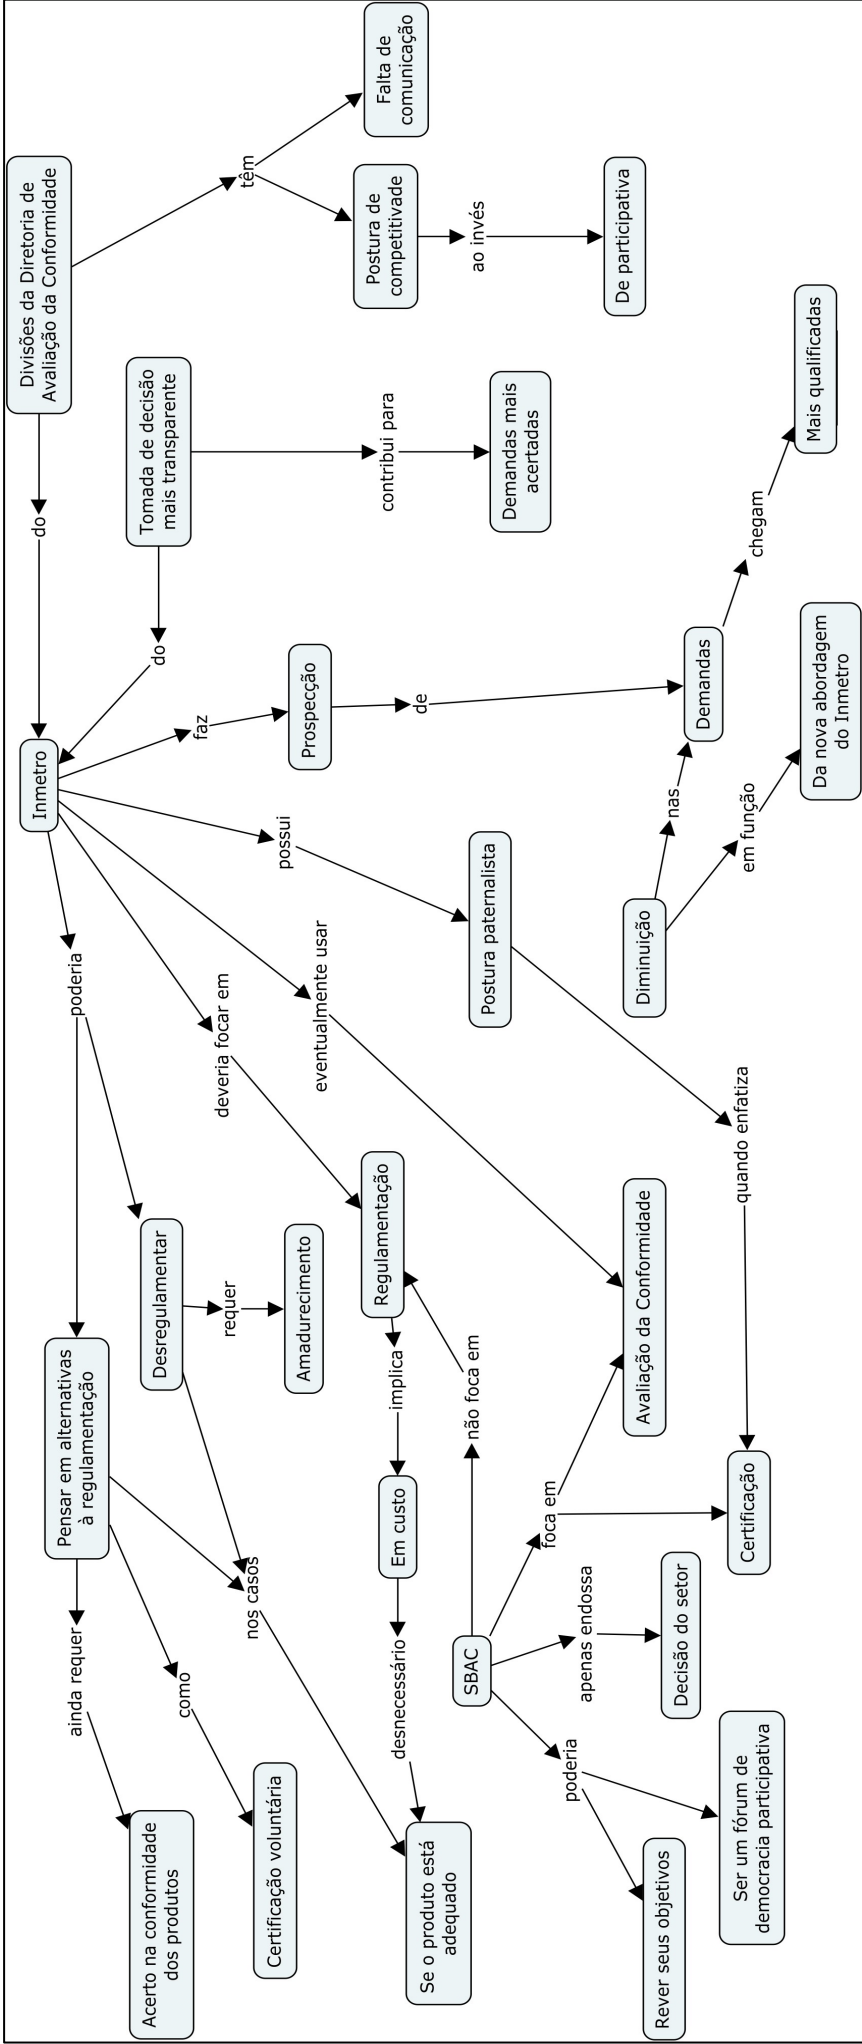 Divisões da Diretoria de
Avaliação da Conformidade
do
Inmetro
têm
Falta de
comunicação
Postura de
competitivade
ao invés
De participativa
Tomada de decisão
mais transparente
do
contribui para
Demandas mais
acertadas
faz
Prospecção
de
Demandas
chegam
Mais qualificadas
Diminuição
nas
em função
Da nova abordagem
do Inmetro
possui
Postura paternalista
quando enfatiza
Certificação
eventualmente usar
Avaliação da Conformidade
deveria focar em
Regulamentação
poderia
Pensar em alternativas
à regulamentação
Desregulamentar
requer
Amadurecimento
ainda requer
Acerto na conformidade
dos produtos
como
Certificação voluntária
nos casos
Se o produto está
adequado
implica
Em custo
desnecessário
SBAC
não foca em
foca em
apenas endossa
Decisão do setor
poderia
Rever seus objetivos
Ser um fórum de
democracia participativa